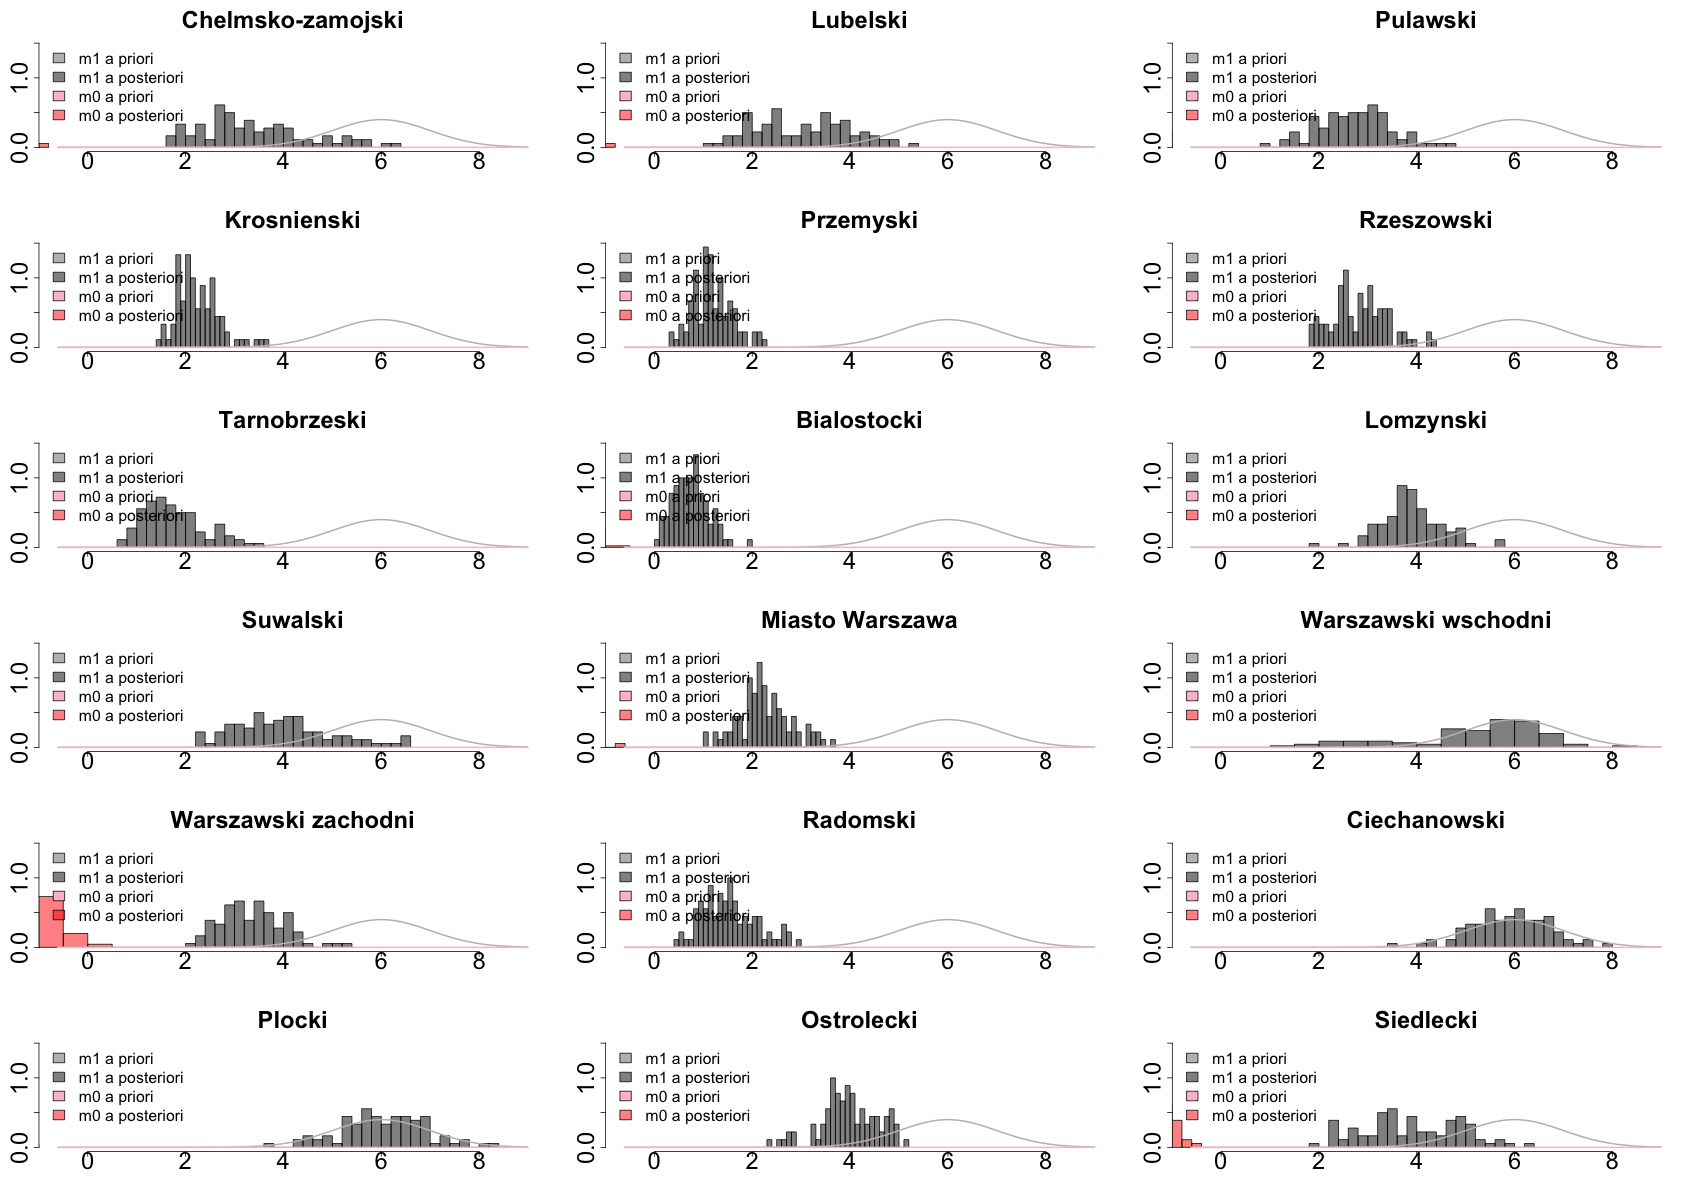 Chelmsko-zamojski
m1 a priori
m1 a posteriori
m0 a priori
m0 a posteriori
0.0 1.0
0 2 4 6 8
Lubelski
m1 a priori
m1 a posteriori
m0 a priori
m0 a posteriori
0.0 1.0
0 2 4 6 8
Pulawski
m1 a priori
m1 a posteriori
m0 a priori
m0 a posteriori
0.0 1.0
0 2 4 6 8
Krosnienski
m1 a priori
m1 a posteriori
m0 a priori
m0 a posteriori
0.0 1.0
0 2 4 6 8
Przemyski
m1 a priori
m1 a posteriori
m0 a priori
m0 a posteriori
0.0 1.0
0 2 4 6 8
Rzeszowski
m1 a priori
m1 a posteriori
m0 a priori
m0 a posteriori
0.0 1.0
0 2 4 6 8
Tarnobrzeski
m1 a priori
m1 a posteriori
m0 a priori
m0 a posteriori
0.0 1.0
0 2 4 6 8
Bialostocki
m1 a priori
m1 a posteriori
m0 a priori
m0 a posteriori
0.0 1.0
0 2 4 6 8
Lomzynski
m1 a priori
m1 a posteriori
m0 a priori
m0 a posteriori
0.0 1.0
0 2 4 6 8
Suwalski
m1 a priori
m1 a posteriori
m0 a priori
m0 a posteriori
0.0 1.0
0 2 4 6 8
Miasto Warszawa
m1 a priori
m1 a posteriori
m0 a priori
m0 a posteriori
0.0 1.0
0 2 4 6 8
Warszawski wschodni
m1 a priori
m1 a posteriori
m0 a priori
m0 a posteriori
0.0 1.0
0 2 4 6 8
Warszawski zachodni
m1 a priori
m1 a posteriori
m0 a priori
m0 a posteriori
0.0 1.0
0 2 4 6 8
Radomski
m1 a priori
m1 a posteriori
m0 a priori
m0 a posteriori
0.0 1.0
0 2 4 6 8
Ciechanowski
m1 a priori
m1 a posteriori
m0 a priori
m0 a posteriori
0.0 1.0
0 2 4 6 8
Plocki
m1 a priori
m1 a posteriori
m0 a priori
m0 a posteriori
0.0 1.0
0 2 4 6 8
Ostrolecki
m1 a priori
m1 a posteriori
m0 a priori
m0 a posteriori
0.0 1.0
0 2 4 6 8
Siedlecki
m1 a priori
m1 a posteriori
m0 a priori
m0 a posteriori
0.0 1.0
0 2 4 6 8